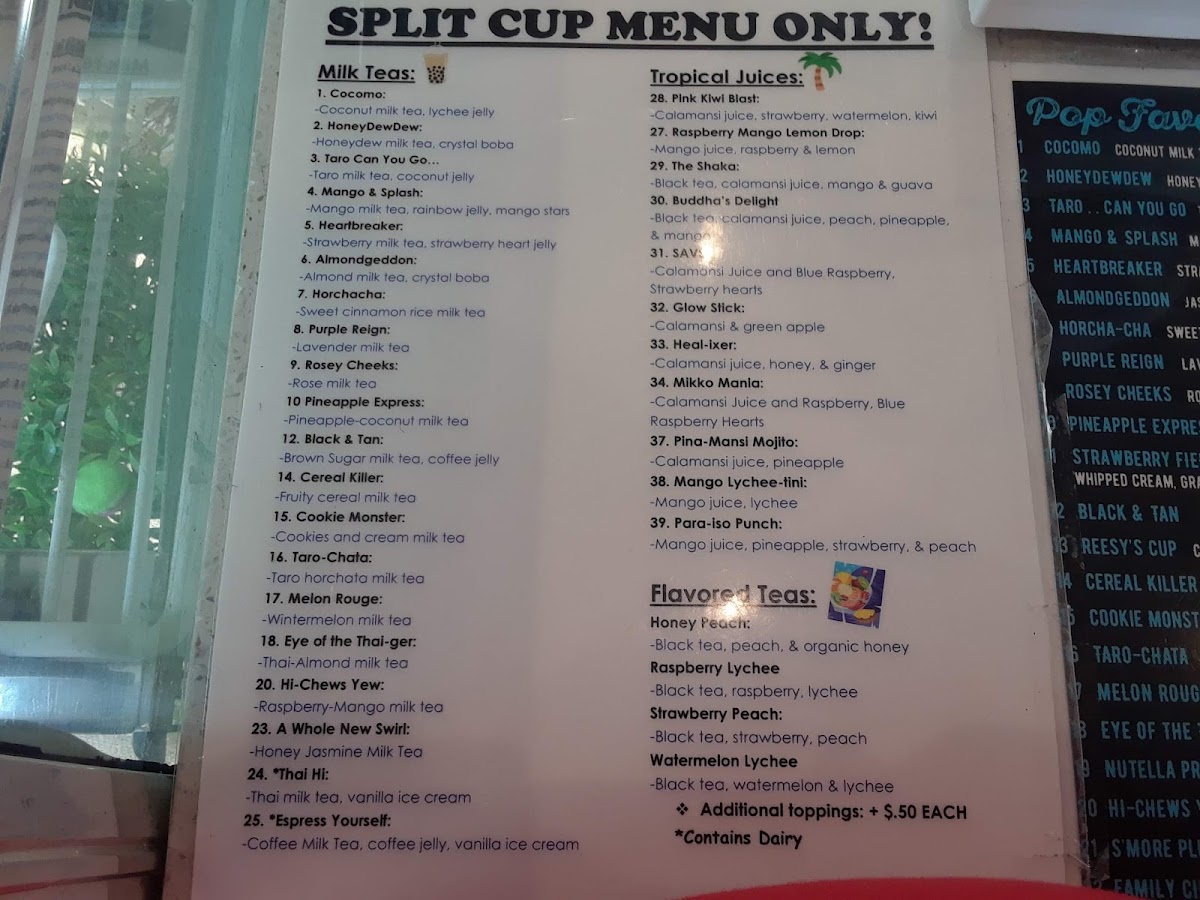 SPLIT CUP MENU ONLY!
Milk Teas:
1. Cocomo:
-Coconut milk tea, lychee jelly
2. HoneyDewDew:
-Honeydew milk tea, crystal boba
3. Taro Can You Go...
-Taro milk tea, coconut jelly
4. Mango & Splash:
-Mango milk tea, rainbow jelly, mango stars
5. Heartbreaker:
-Strawberry milk tea, strawberry heart jelly
6. Almondgeddon:
-Almond milk tea, crystal boba
7. Horchacha:
-Sweet cinnamon rice milk tea
8. Purple Reign:
-Lavender milk tea
9. Rosey Cheeks:
-Rose milk tea
10 Pineapple Express:
-Pineapple-coconut milk tea
12. Black & Tan:
-Brown Sugar milk tea, coffee jelly
14. Cereal Killer:
-Fruity cereal milk tea
15. Cookie Monster:
-Cookies and cream milk tea
16. Taro-Chata:
-Taro horchata milk tea
17. Melon Rouge:
-Wintermelon milk tea
18. Eye of the Thai-ger:
-Thai-Almond milk tea
20. Hi-Chews Yew:
-Raspberry-Mango milk tea
23. A Whole New Swirl:
-Honey Jasmine Milk Tea
24. *Thai Hi:
-Thai milk tea, vanilla ice cream
25. *Espress Yourself:
-Coffee Milk Tea, coffee jelly, vanilla ice cream
Tropical Juices:
28. Pink Kiwi Blast:
-Calamansi juice, strawberry, watermelon, kiwi
27. Raspberry Mango Lemon Drop:
-Mango juice, raspberry & lemon
29. The Shaka:
-Black tea, calamansi juice, mango & guava
30. Buddha's Delight
-Black tea, calamansi juice, peach, pineapple,
& mango
31.
-Calamansi Juice and Blue Raspberry,
Strawberry hearts
32. Glow Stick:
-Calamansi & green apple
33. Heal-ixer:
-Calamansi juice, honey, & ginger
34. Mikko Mania:
-Calamansi Juice and Raspberry, Blue
Raspberry Hearts
37. Pina-Mansi Mojito:
-Calamansi juice, pineapple
38. Mango Lychee-tini:
-Mango juice, lychee
39. Para-iso Punch:
-Mango juice, pineapple, strawberry, & peach
Flavored Teas:
Honey Peach:
-Black tea, peach, & organic honey
Raspberry Lychee
-Black tea, raspberry, lychee
Strawberry Peach:
-Black tea, strawberry, peach
Watermelon Lychee
-Black tea, watermelon & lychee
❖ Additional toppings: + $.50 EACH
*Contains Dairy
Pop
1 COCOMO COCONUT MILK
2 HONEYDEWDEW
3 TARO . . CAN YOU GO
4 MANGO & SPLASH
5 HEARTBREAKER
ALMONDGEDDON
HORCHA-CHA SWEET
PURPLE REIGN
ROSEY CHEEKS
PINEAPPLE
STRAWBERRY
WHIPPED CREAM,
BLACK & TAN
REESY'S CUP
CEREAL KILLER
COOKIE
TARO-CHATA
MELON
EYE OF THE
NUTELLA
HI-CHEWS
S'MORE
FAMILY